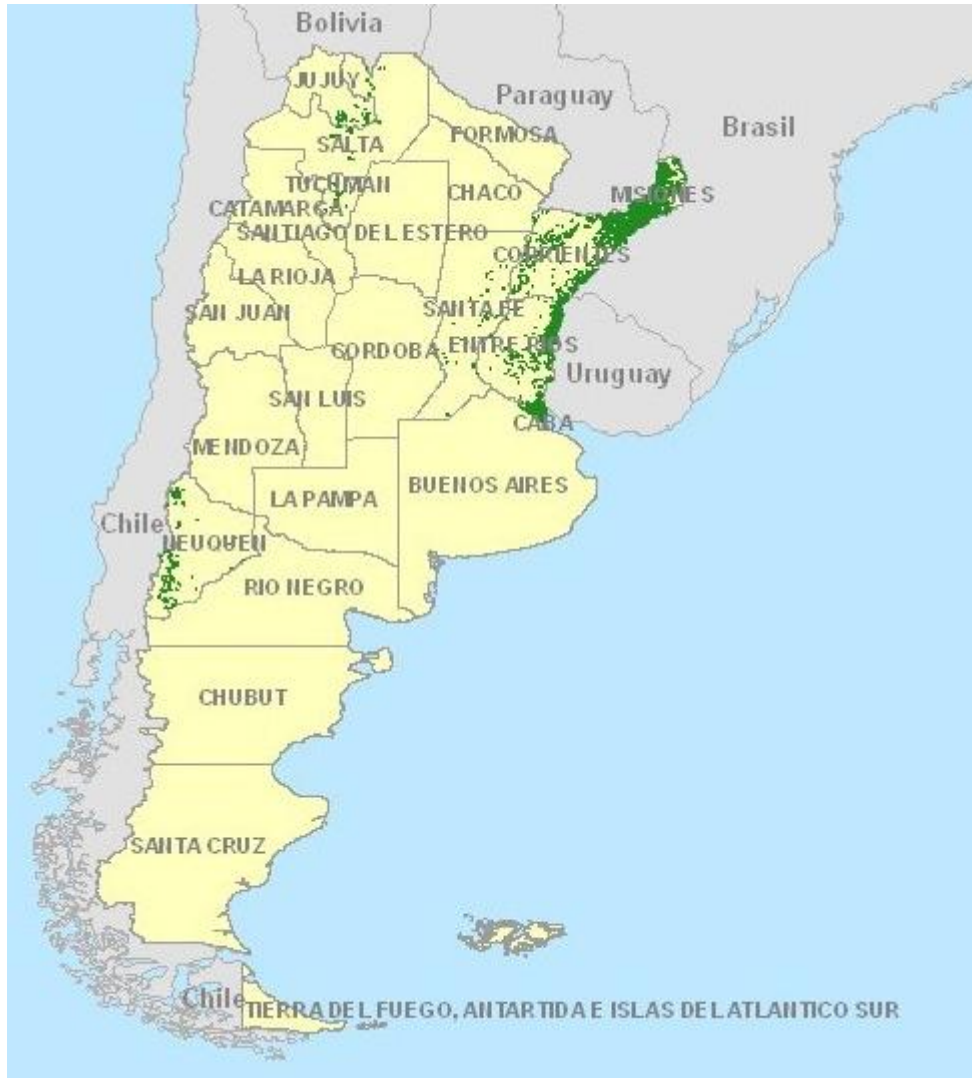 Bolivia
JUJUY
Paraguay
Brasil
FORMOSA
SALTA
TUCUMAN
CHACO
MISIONES
CATAMARGA
SANTIAGO DEL ESTERO
CORRIENTES
LA RIOJA
SAN JUAN
SANTA FE
CORDOBA
ENTRE RIOS
Uruguay
SAN LUIS
CABA
MENDOZA
BUENOS AIRES
LA PAMPA
Chile
NEUQUEN
RIO NEGRO
CHUBUT
SANTA CRUZ
Chile
TIERRA DEL FUEGO, ANTARTIDA E ISLAS DEL ATLANTICO SUR